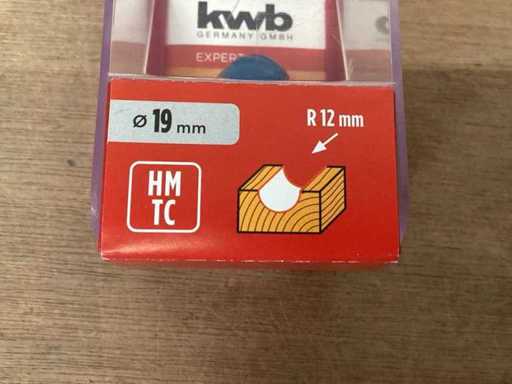 kwb
GERMANY GMBH
EXPERT
⌀ 19 mm
R 12 mm
HM
TC